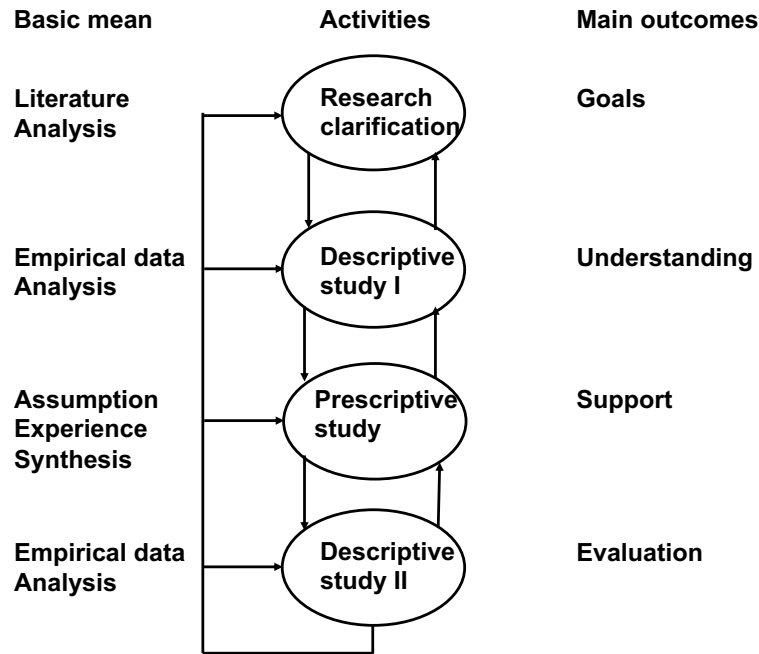 Basic mean Activities Main outcomes
Literature
Analysis
Research
clarification
Goals
Empirical data
Analysis
Descriptive
study I
Understanding
Assumption
Experience
Synthesis
Prescriptive
study
Support
Empirical data
Analysis
Descriptive
study II
Evaluation